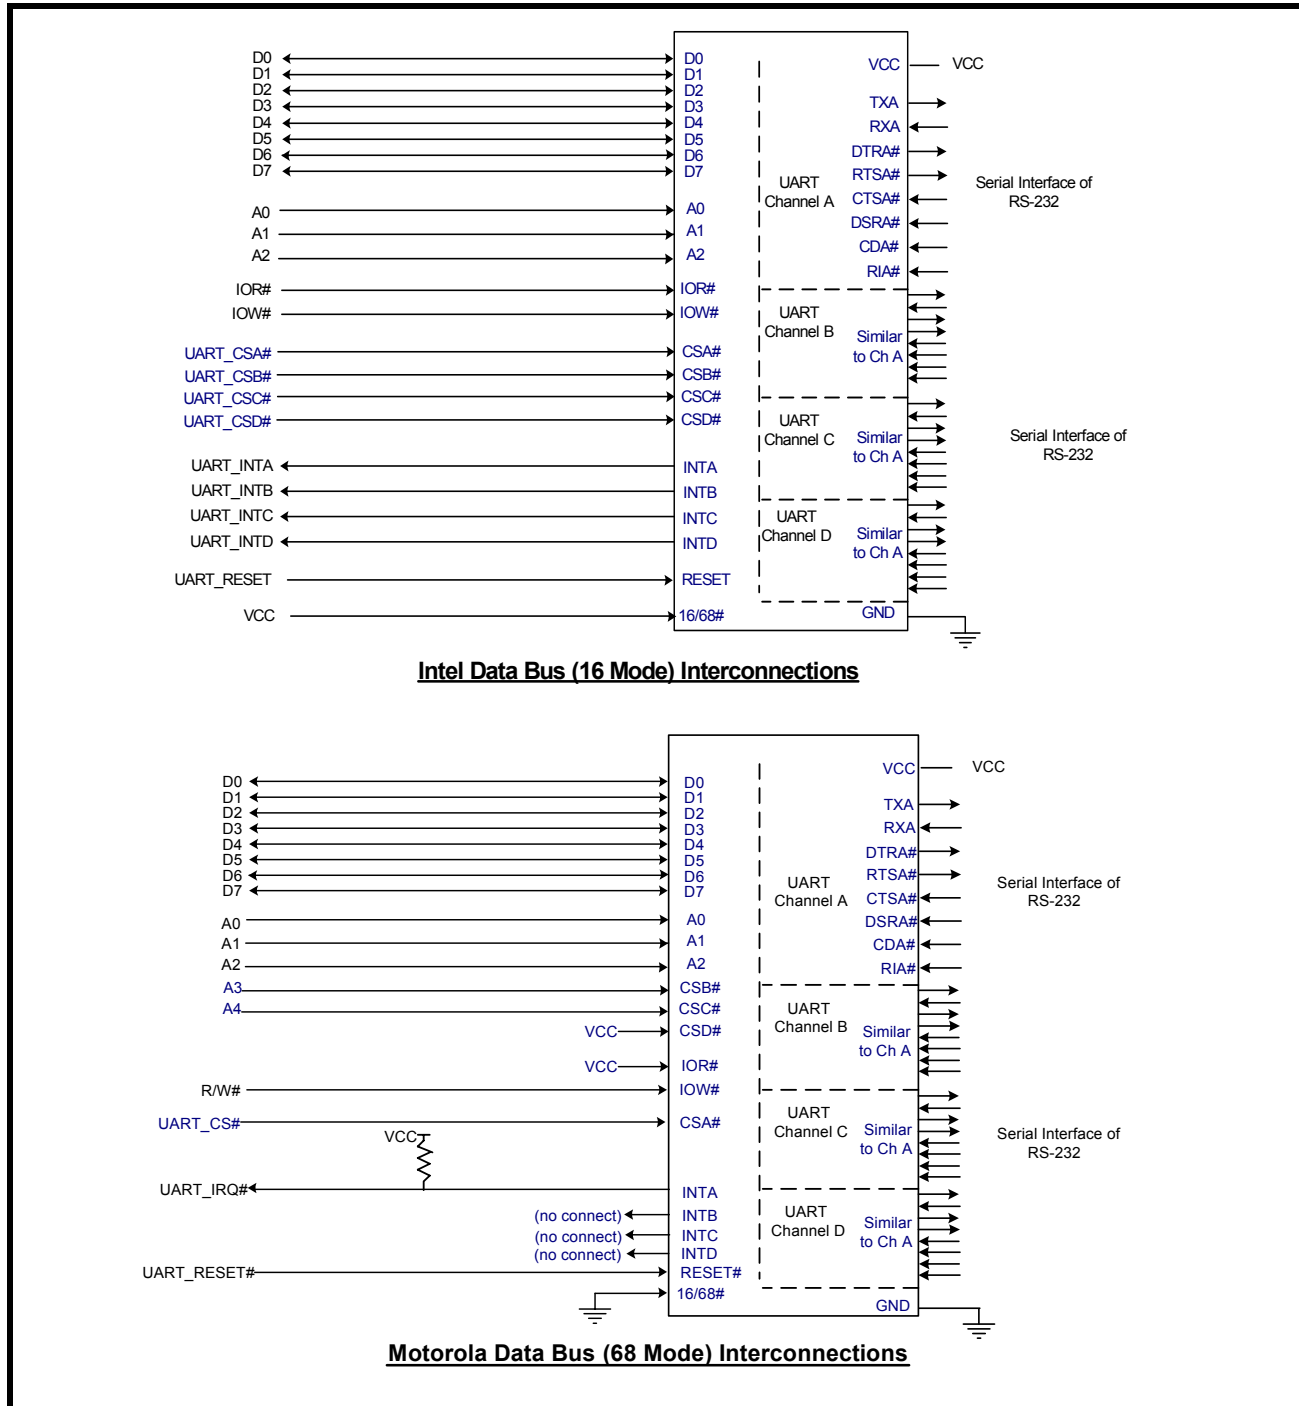 D0 D0 VCC VCC
D1 D1
D2 D2
D3 D3 TXA
D4 D4 RXA
D5 D5 DTRA#
D6 D6
D7 D7 RTSA#
UART
Channel A
Serial Interface of
RS-232
CTSA#
A0 A0
A1 A1 DSRA#
A2 A2 CDA#
RIA#
IOR# IOR#
IOW# IOW#
UART
Channel B
Similar
to Ch A
UART_CSA# CSA#
UART_CSB# CSB#
UART_CSC# CSC#
UART_CSD# CSD#
UART
Channel C
Similar
to Ch A
Serial Interface of
RS-232
UART_INTA INTA
UART_INTB INTB
UART_INTC INTC
UART_INTD INTD
UART
Channel D
Similar
to Ch A
UART_RESET RESET
VCC 16/68# GND
Intel Data Bus (16 Mode) Interconnections
D0 D0 VCC VCC
D1 D1
D2 D2 TXA
D3 D3 RXA
D4 D4 DTRA#
D5 D5
D6 D6 RTSA#
D7 D7
UART
Channel A
Serial Interface of
RS-232
CTSA#
A0 A0 DSRA#
A1 A1 CDA#
A2 A2 RIA#
A3 CSB#
A4 CSC#
VCC CSD#
UART
Channel B
Similar
to Ch A
VCC IOR#
R/W# IOW#
UART_CS# CSA#
VCC
UART
Channel C
Similar
to Ch A
Serial Interface of
RS-232
UART_IRQ# INTA
(no connect) INTB
(no connect) INTC
(no connect) INTD
UART
Channel D
Similar
to Ch A
UART_RESET# RESET#
16/68# GND
Motorola Data Bus (68 Mode) Interconnections